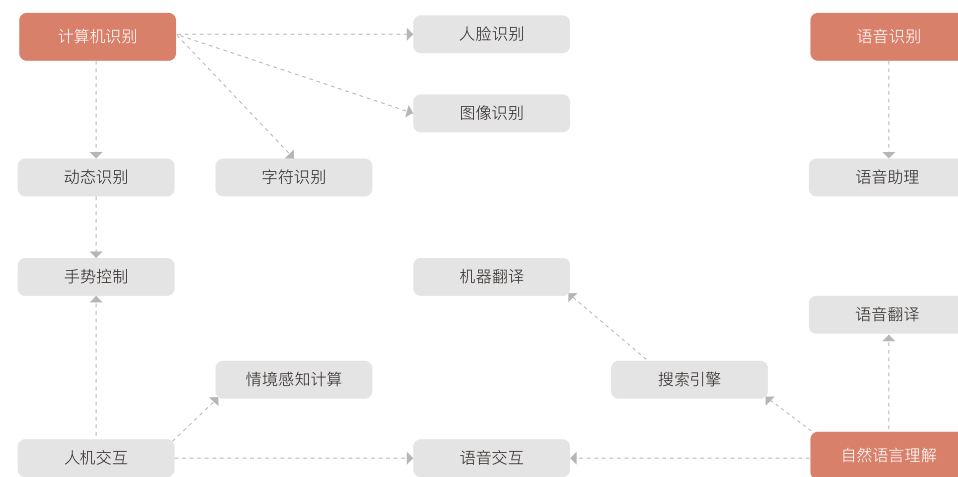 计算机识别
人脸识别
语音识别
图像识别
动态识别
字符识别
语音助理
手势控制
机器翻译
语音翻译
情境感知计算
搜索引擎
人机交互
语音交互
自然语言理解